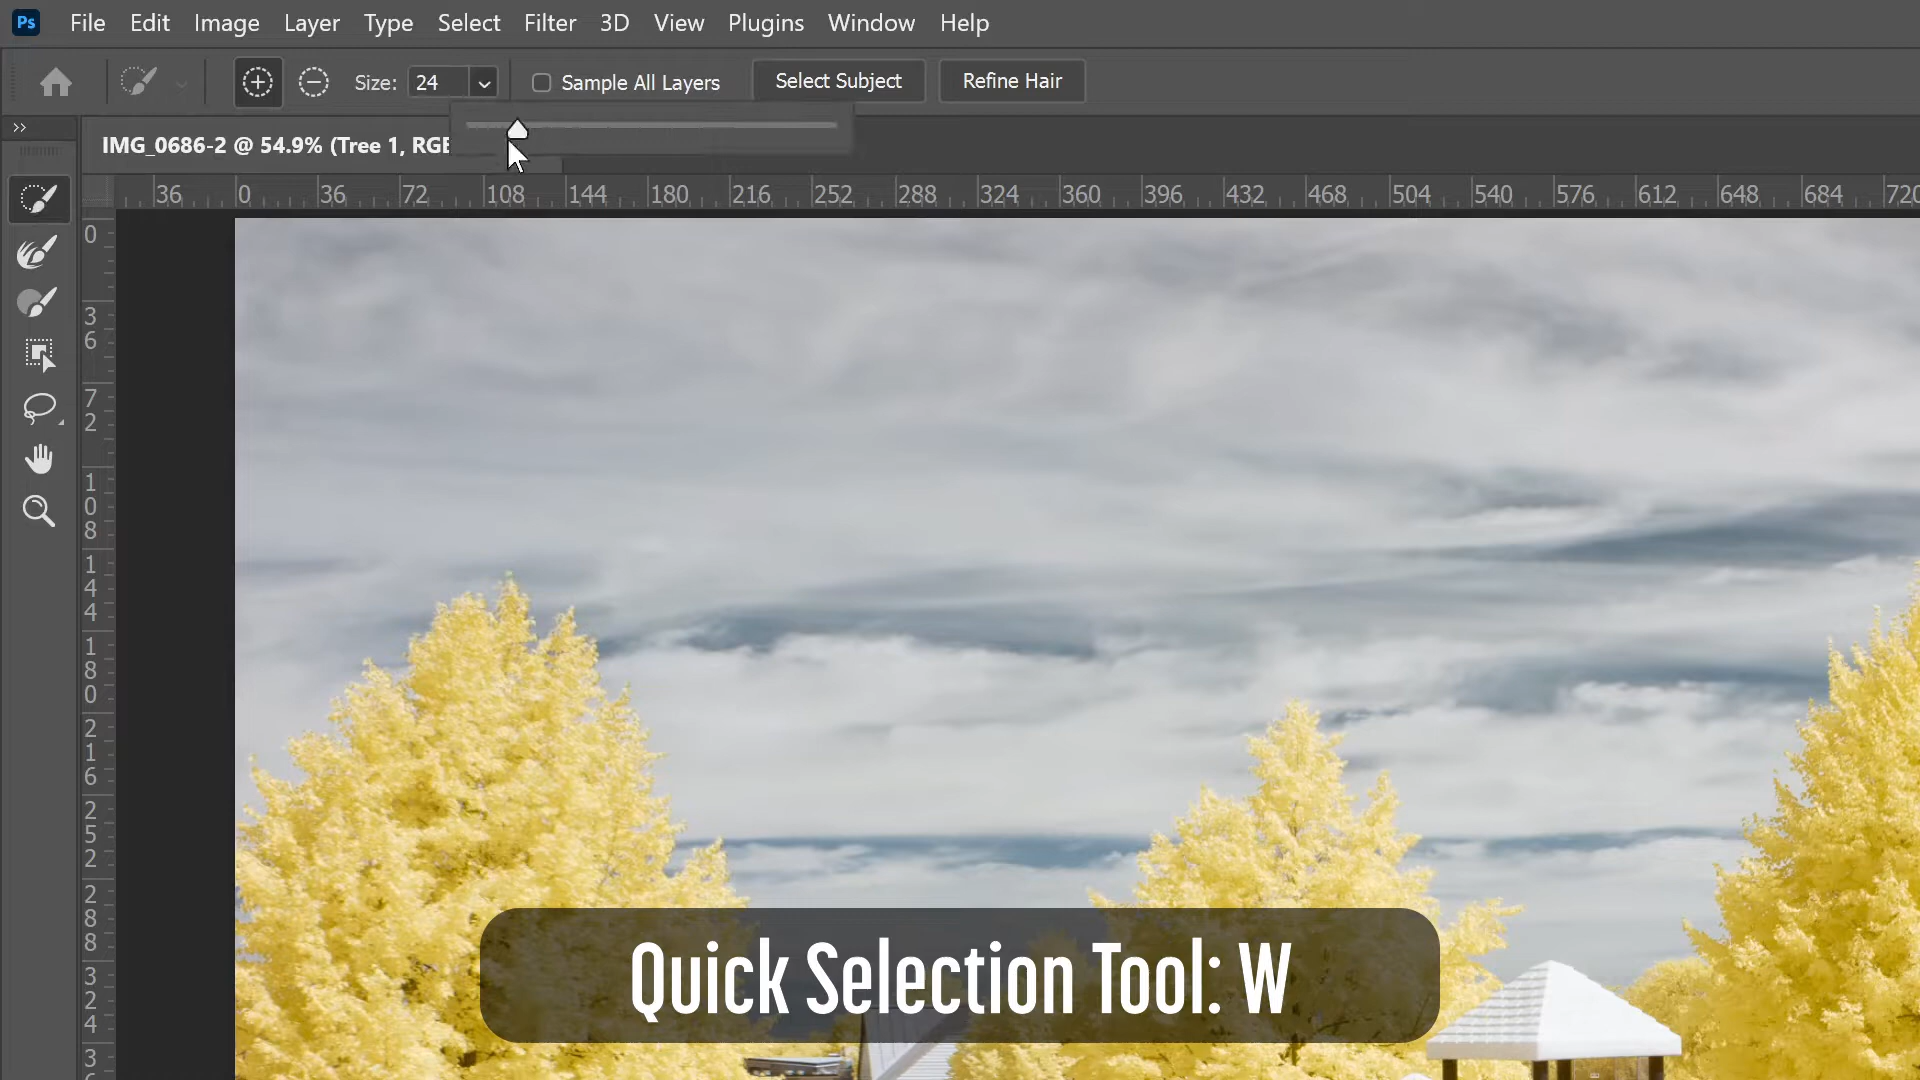 Ps File Edit Image Layer Type Select Filter 3D View Plugins Window Help
Size: 24 Sample All Layers Select Subject Refine Hair
IMG_0686-2 @ 54.9% (Tree 1, RGB
36 0 36 72 108 144 180 216 252 288 324 360 396 432 468 504 540 576 612 648 684 720
0
36
72
108
144
180
216
252
288
324
36
Quick Selection Tool: W